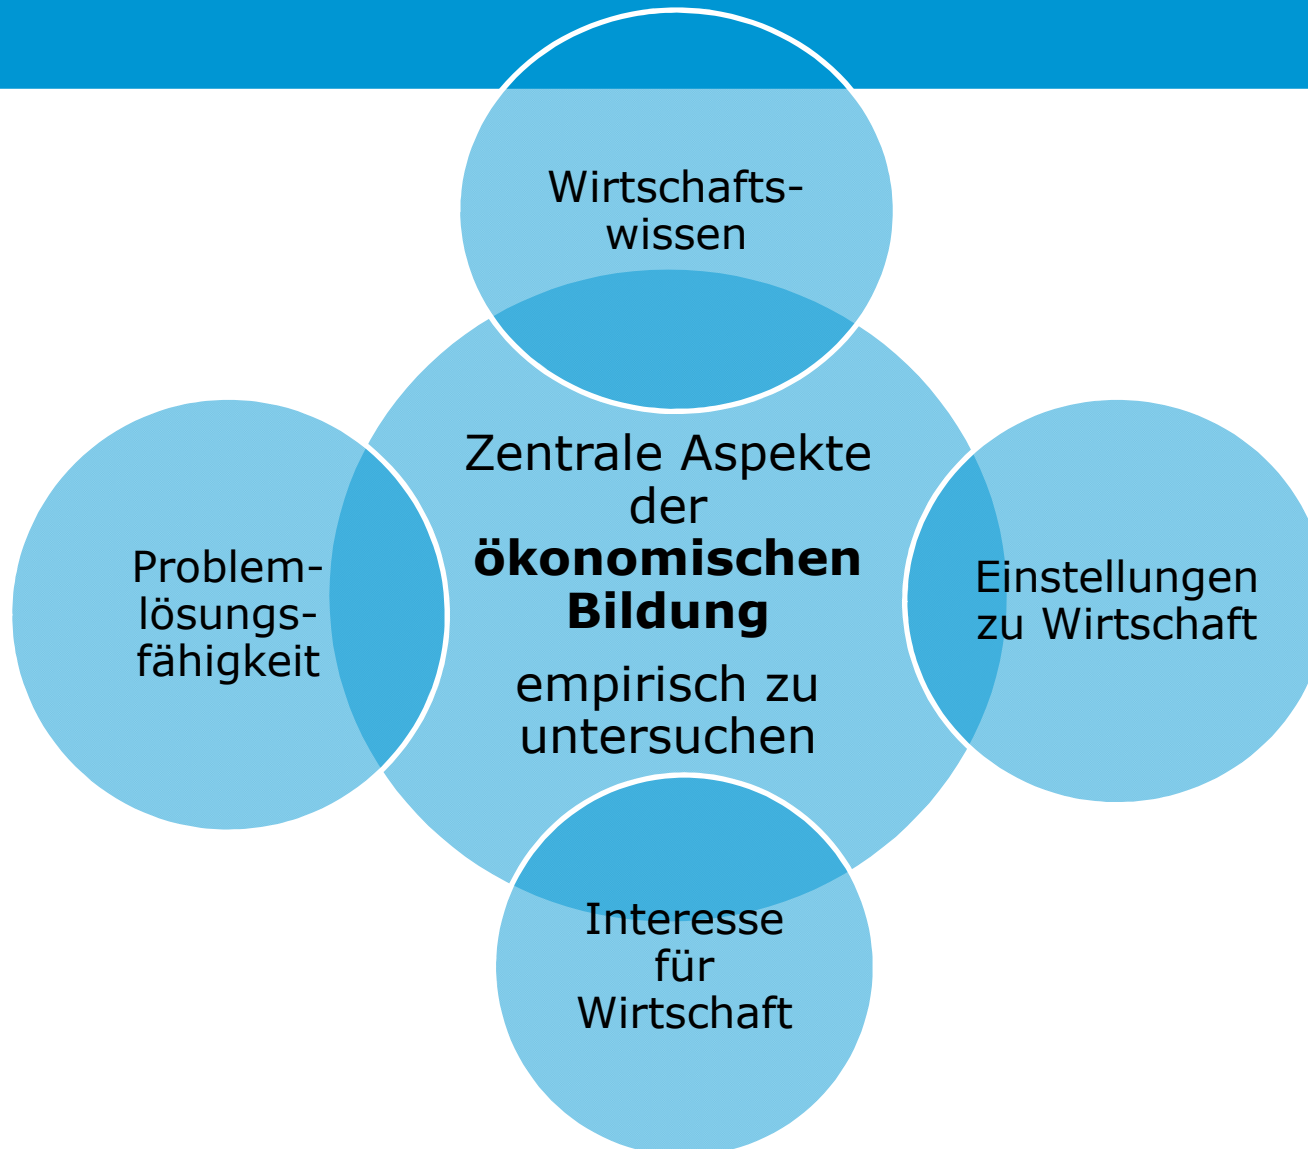 Wirtschafts-
wissen
Zentrale Aspekte
der
ökonomischen
Bildung
empirisch zu
untersuchen
Problem-
lösungs-
fähigkeit
Einstellungen
zu Wirtschaft
Interesse
für
Wirtschaft